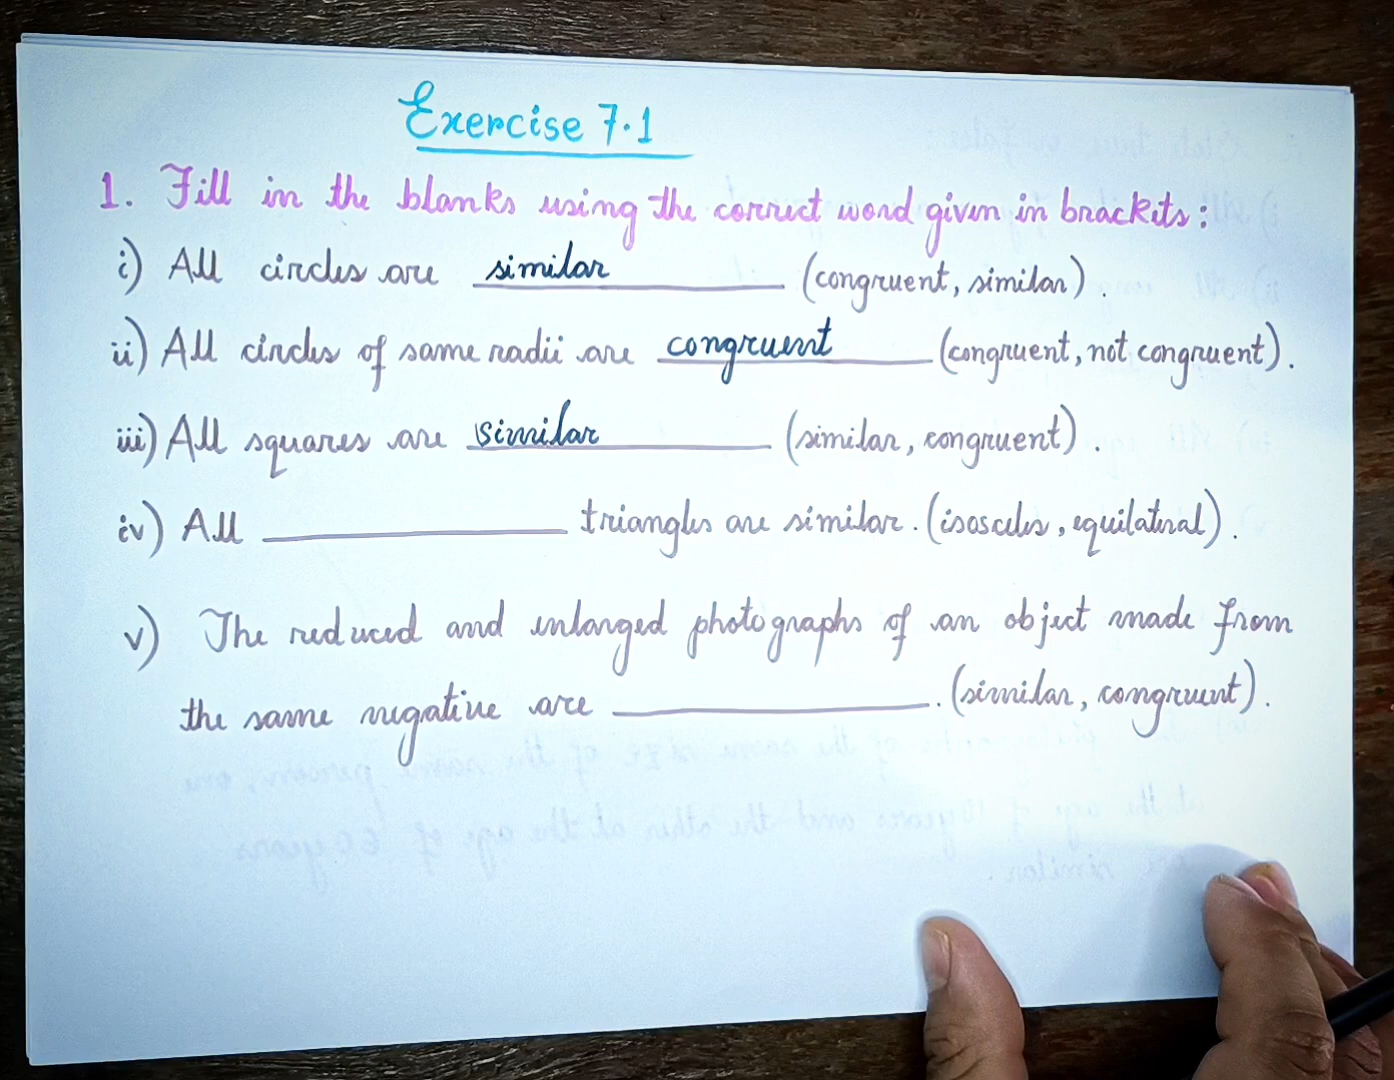 Exercise 7.1
1. Fill in the blanks using the correct word given in brackets:
i) All circles are similar (congruent, similar).
ii) All circles of same radii are congruent (congruent, not congruent).
iii) All squares are similar (similar, congruent).
iv) All __________ triangles are similar. (isosceles, equilateral).
v) The reduced and enlarged photographs of an object made from
the same negative are __________. (similar, congruent).